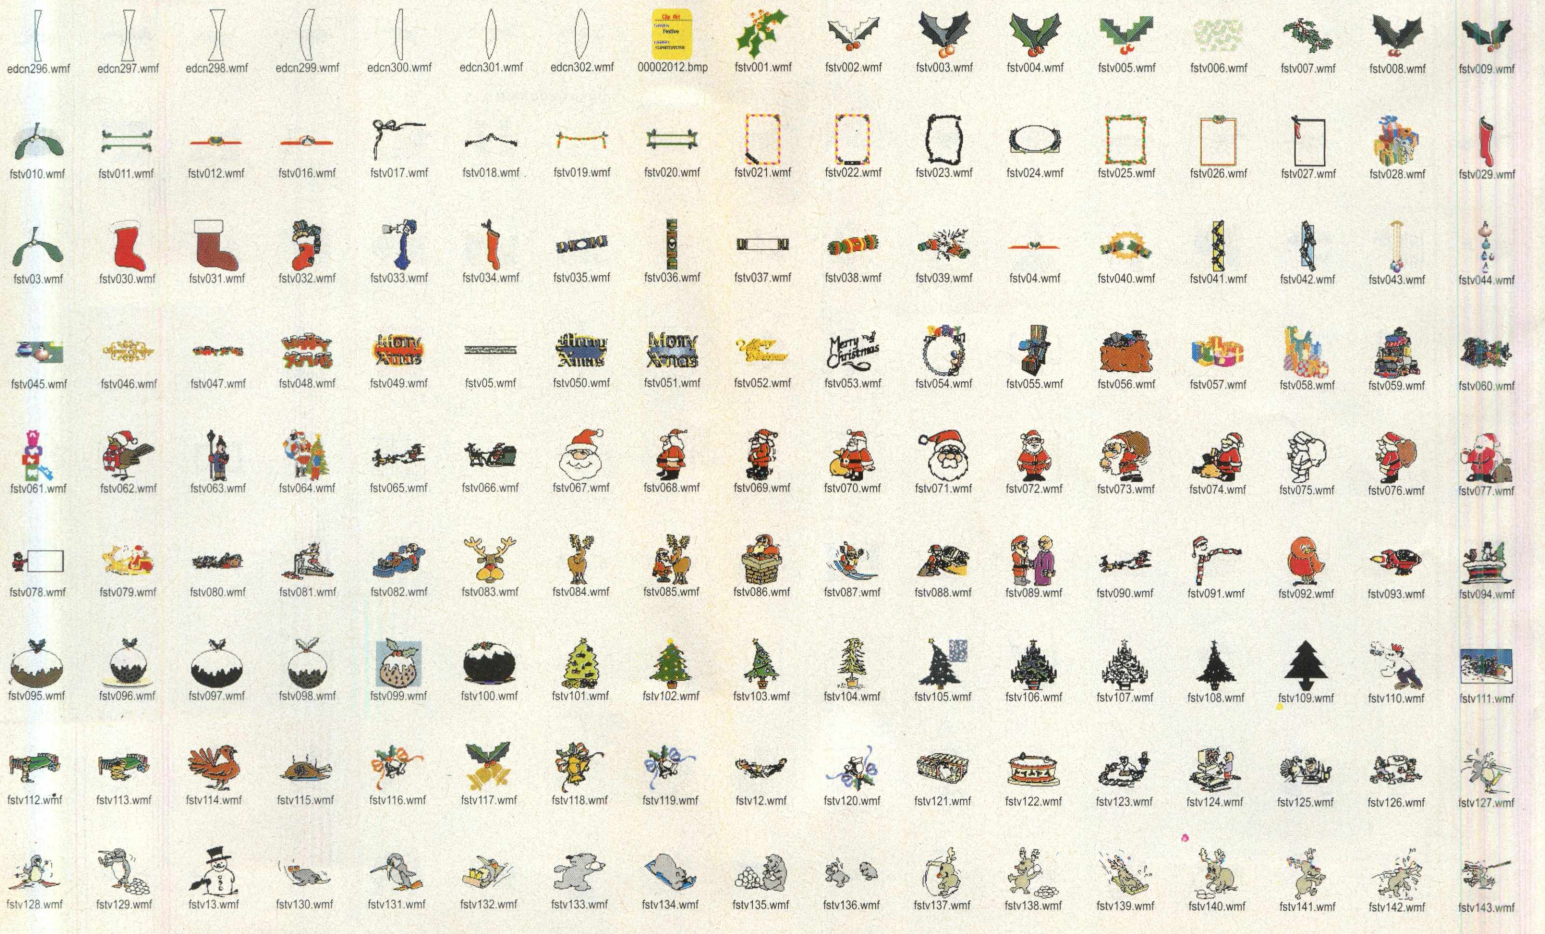 edcn296.wmf edcn297.wmf edcn298.wmf edcn299.wmf edcn300.wmf edcn301.wmf edcn302.wmf 00002012.bmp fstv001.wmf fstv002.wmf fstv003.wmf fstv004.wmf fstv005.wmf fstv006.wmf fstv007.wmf fstv008.wmf fstv009.wmf
Clip Art
Festive
fstv010.wmf fstv011.wmf fstv012.wmf fstv016.wmf fstv017.wmf fstv018.wmf fstv019.wmf fstv020.wmf fstv021.wmf fstv022.wmf fstv023.wmf fstv024.wmf fstv025.wmf fstv026.wmf fstv027.wmf fstv028.wmf fstv029.wmf
fstv03.wmf fstv030.wmf fstv031.wmf fstv032.wmf fstv033.wmf fstv034.wmf fstv035.wmf fstv036.wmf fstv037.wmf fstv038.wmf fstv039.wmf fstv04.wmf fstv040.wmf fstv041.wmf fstv042.wmf fstv043.wmf fstv044.wmf
Merry Xmas
Merry Xmas
Merry Xmas
Merry Xmas
Merry Christmas
Merry Christmas
PARTY
fstv045.wmf fstv046.wmf fstv047.wmf fstv048.wmf fstv049.wmf fstv05.wmf fstv050.wmf fstv051.wmf fstv052.wmf fstv053.wmf fstv054.wmf fstv055.wmf fstv056.wmf fstv057.wmf fstv058.wmf fstv059.wmf fstv060.wmf
fstv061.wmf fstv062.wmf fstv063.wmf fstv064.wmf fstv065.wmf fstv066.wmf fstv067.wmf fstv068.wmf fstv069.wmf fstv070.wmf fstv071.wmf fstv072.wmf fstv073.wmf fstv074.wmf fstv075.wmf fstv076.wmf fstv077.wmf
fstv078.wmf fstv079.wmf fstv080.wmf fstv081.wmf fstv082.wmf fstv083.wmf fstv084.wmf fstv085.wmf fstv086.wmf fstv087.wmf fstv088.wmf fstv089.wmf fstv090.wmf fstv091.wmf fstv092.wmf fstv093.wmf fstv094.wmf
fstv095.wmf fstv096.wmf fstv097.wmf fstv098.wmf fstv099.wmf fstv100.wmf fstv101.wmf fstv102.wmf fstv103.wmf fstv104.wmf fstv105.wmf fstv106.wmf fstv107.wmf fstv108.wmf fstv109.wmf fstv110.wmf fstv111.wmf
fstv112.wmf fstv113.wmf fstv114.wmf fstv115.wmf fstv116.wmf fstv117.wmf fstv118.wmf fstv119.wmf fstv12.wmf fstv120.wmf fstv121.wmf fstv122.wmf fstv123.wmf fstv124.wmf fstv125.wmf fstv126.wmf fstv127.wmf
fstv128.wmf fstv129.wmf fstv13.wmf fstv130.wmf fstv131.wmf fstv132.wmf fstv133.wmf fstv134.wmf fstv135.wmf fstv136.wmf fstv137.wmf fstv138.wmf fstv139.wmf fstv140.wmf fstv141.wmf fstv142.wmf fstv143.wmf